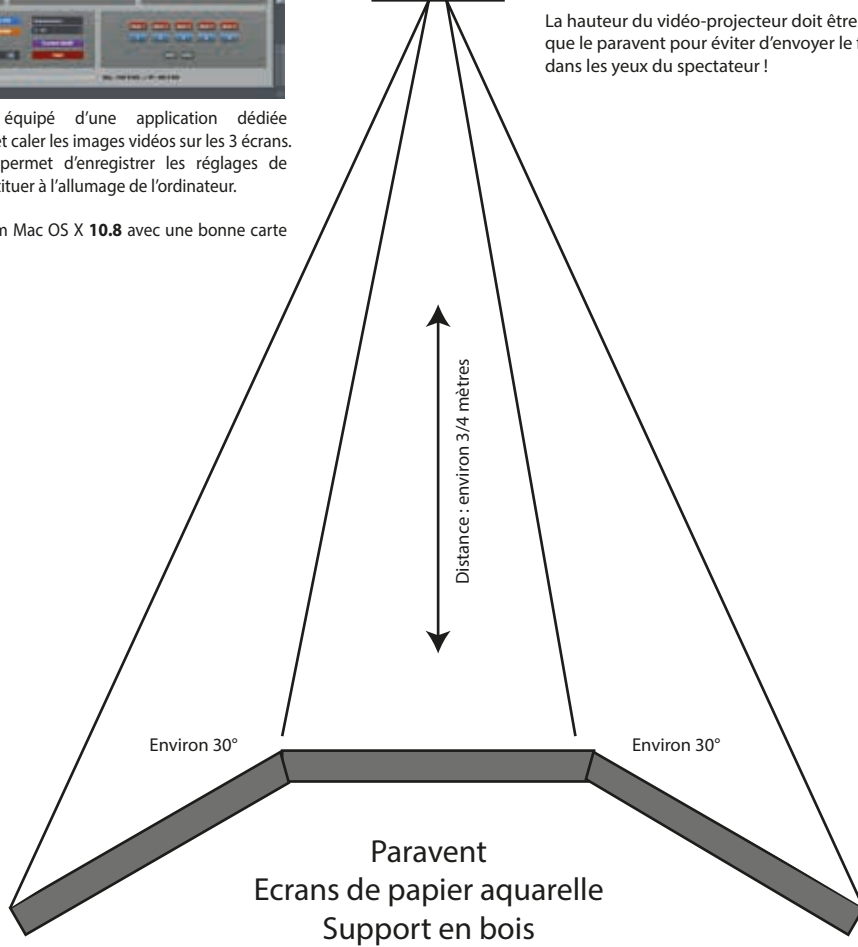 La hauteur du vidéo-projecteur doit être
que le paravent pour éviter d’envoyer le f
dans les yeux du spectateur !
équipé d’une application dédiée
et caler les images vidéos sur les 3 écrans.
permet d’enregistrer les réglages de
tituer à l’allumage de l’ordinateur.
m Mac OS X 10.8 avec une bonne carte
Distance : environ 3/4 mètres
Environ 30°
Environ 30°
Paravent
Ecrans de papier aquarelle
Support en bois